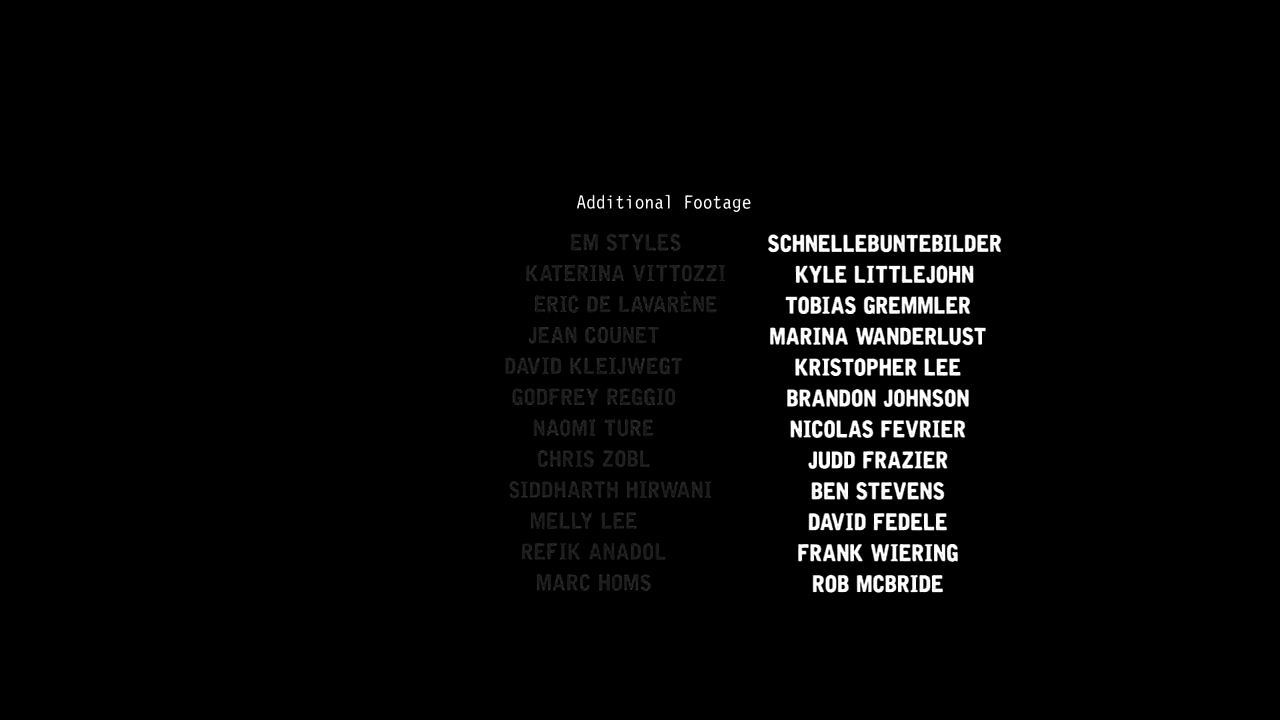 Additional Footage
EM STYLES SCHNELLEBUNTEBILDER
KATERINA VITTOZZI KYLE LITTLEJOHN
ERIC DE LAVARÈNE TOBIAS GREMMLER
JEAN COUNET MARINA WANDERLUST
DAVID KLEIJWEGT KRISTOPHER LEE
GODFREY REGGIO BRANDON JOHNSON
NAOMI TURE NICOLAS FEVRIER
CHRIS ZOBL JUDD FRAZIER
SIDDHARTH HIRWANI BEN STEVENS
MELLY LEE DAVID FEDELE
REFIK ANADOL FRANK WIERING
MARC HOMS ROB MCBRIDE